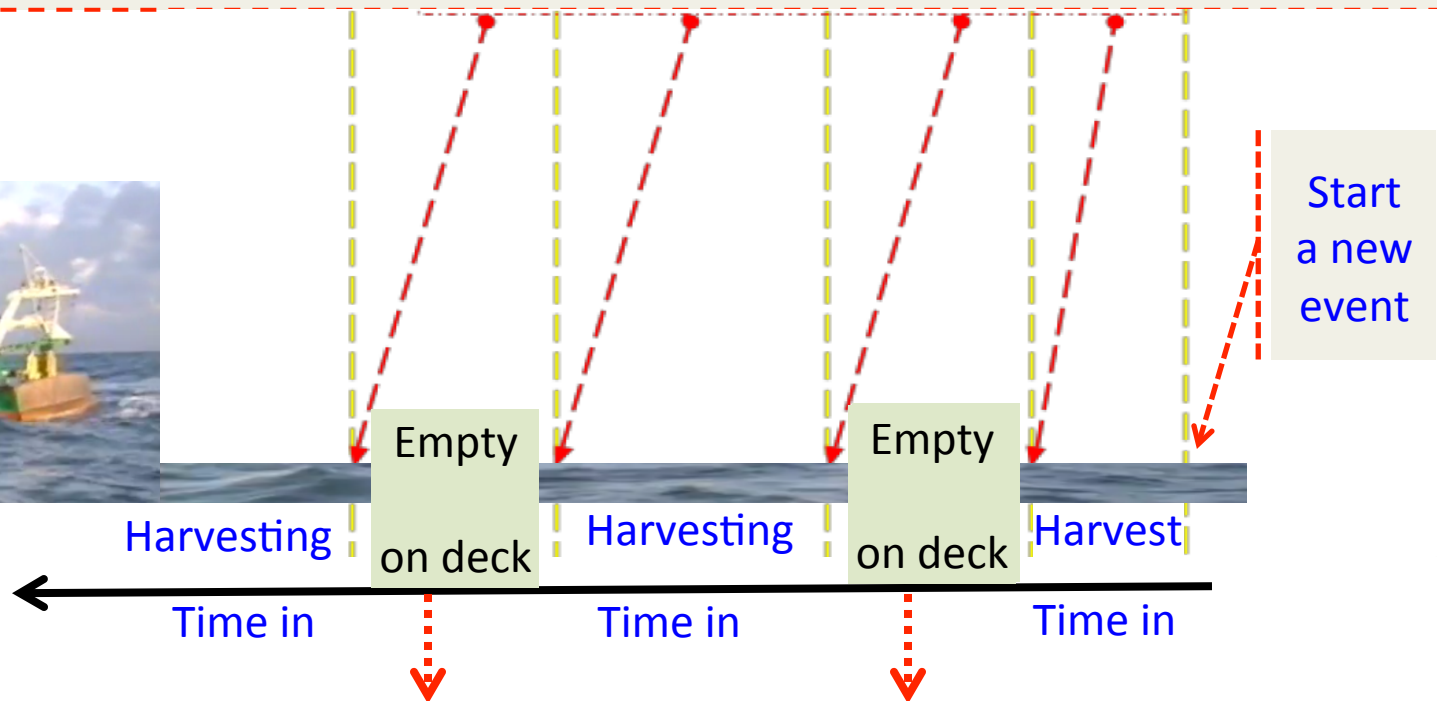 Start
a new
event
Empty
on deck
Empty
on deck
Harvesting
Harvesting
Harvest
Time in
Time in
Time in